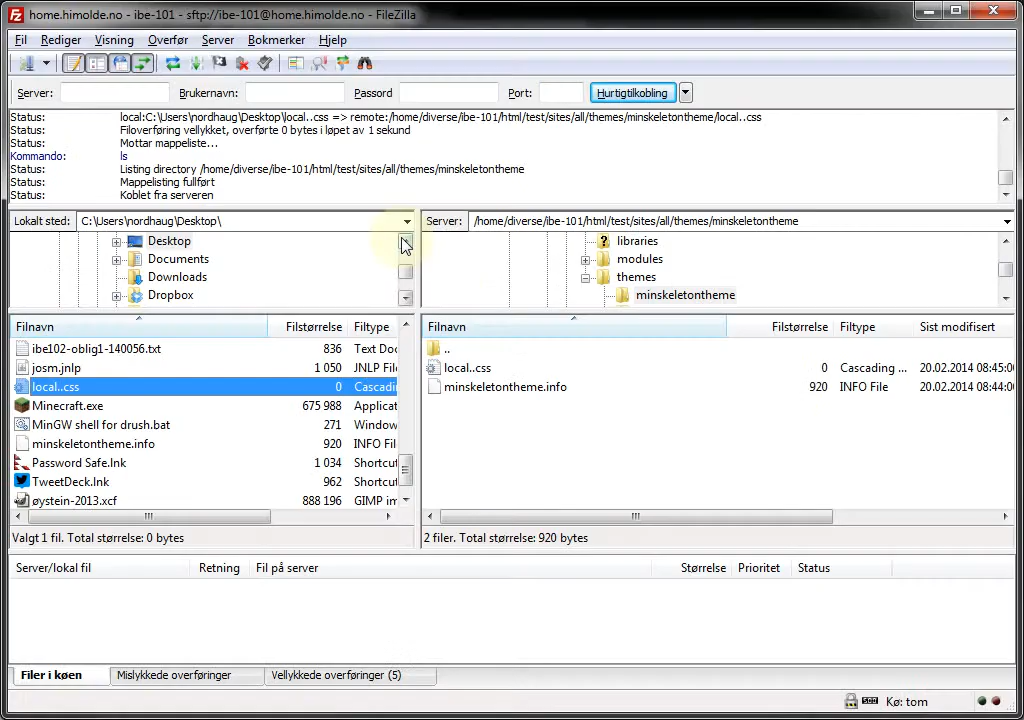 home.himolde.no - ibe-101 - sftp://ibe-101@home.himolde.no - FileZilla
Fil Rediger Visning Overfør Server Bokmerker Hjelp
Server: Brukernavn: Passord Port: Hurtigtilkobling
Status: local:C:\Users\nordhaug\Desktop\local..css => remote:/home/diverse/ibe-101/html/test/sites/all/themes/minskeletontheme/local..css
Status: Filoverføring vellykket, overførte 0 bytes i løpet av 1 sekund
Status: Mottar mappeliste...
Kommando: ls
Status: Listing directory /home/diverse/ibe-101/html/test/sites/all/themes/minskeletontheme
Status: Mappelisting fullført
Status: Koblet fra serveren
Lokalt sted: C:\Users\nordhaug\Desktop\
Desktop
Documents
Downloads
Dropbox
Server: /home/diverse/ibe-101/html/test/sites/all/themes/minskeletontheme
libraries
modules
themes
minskeletontheme
Filnavn Filstørrelse Filtype
ibe102-oblig1-140056.txt 836 Text Doc
josm.jnlp 1 050 JNLP File
local..css 0 Cascadi
Minecraft.exe 675 988 Applicat
MinGW shell for drush.bat 271 Window
minskeletontheme.info 920 INFO Fil
Password Safe.lnk 1 034 Shortcut
TweetDeck.lnk 962 Shortcut
øystein-2013.xcf 888 196 GIMP im
Valgt 1 fil. Total størrelse: 0 bytes
Filnavn Filstørrelse Filtype Sist modifisert
..
local..css 0 Cascading ... 20.02.2014 08:45:0
minskeletontheme.info 920 INFO File 20.02.2014 08:44:0
2 filer. Total størrelse: 920 bytes
Server/lokal fil Retning Fil på server Størrelse Prioritet Status
Filer i køen Mislykkede overføringer Vellykkede overføringer (5)
Kø: tom